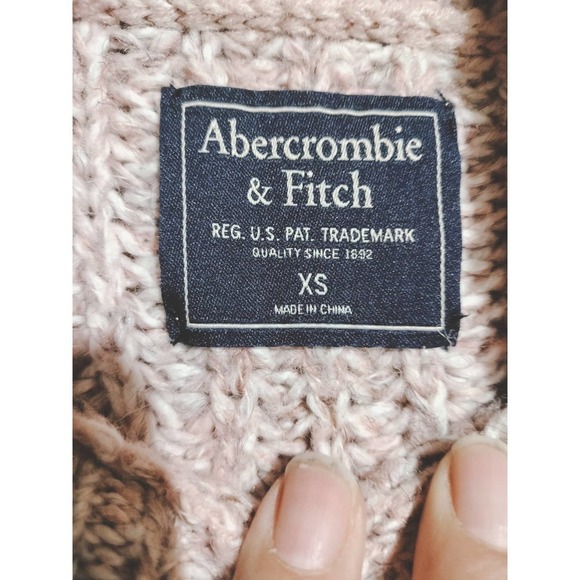 Abercrombie
& Fitch
REG. U.S. PAT. TRADEMARK
QUALITY SINCE 1892
XS
MADE IN CHINA